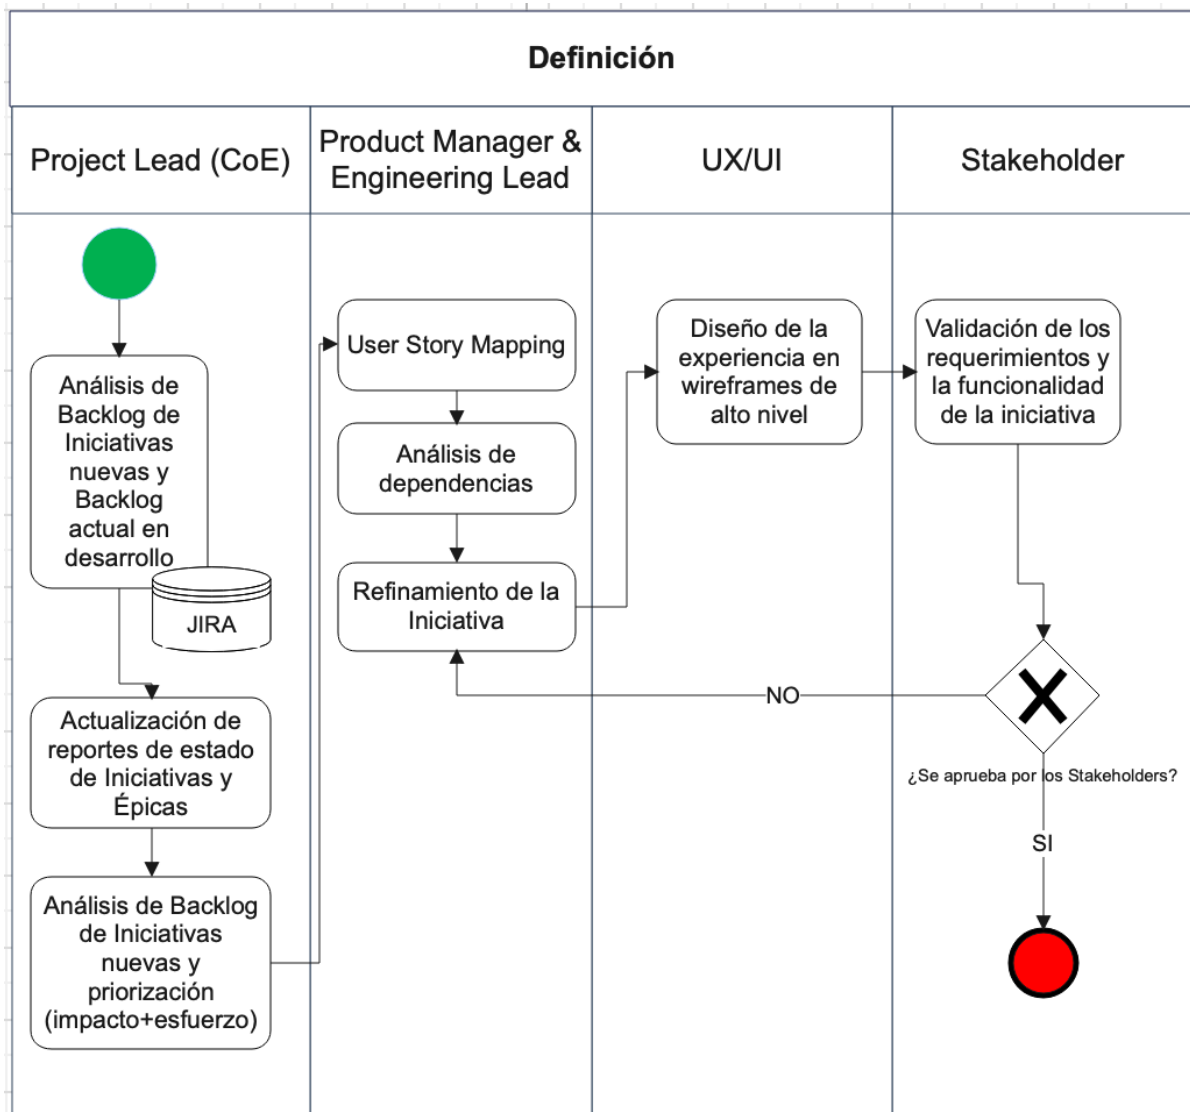 Definición
Project Lead (CoE)
Product Manager &
Engineering Lead
UX/UI
Stakeholder
Análisis de
Backlog de
Iniciativas
nuevas y
Backlog
actual en
desarrollo
JIRA
Actualización de
reportes de estado
de Iniciativas y
Épicas
Análisis de Backlog
de Iniciativas
nuevas y
priorización
(impacto+esfuerzo)
User Story Mapping
Análisis de
dependencias
Refinamiento de la
Iniciativa
Diseño de la
experiencia en
wireframes de
alto nivel
Validación de los
requerimientos y
la funcionalidad
de la iniciativa
NO
¿Se aprueba por los Stakeholders?
SI